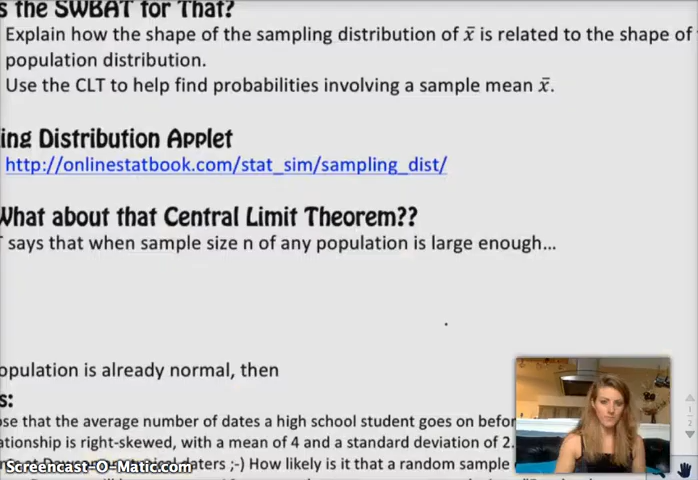 s the SWBAT for That?
Explain how the shape of the sampling distribution of x̄ is related to the shape of
population distribution.
Use the CLT to help find probabilities involving a sample mean x̄.
ing Distribution Applet
http://onlinestatbook.com/stat_sim/sampling_dist/
What about that Central Limit Theorem??
says that when sample size n of any population is large enough...
opulation is already normal, then
s:
ose that the average number of dates a high school student goes on befor
ationship is right-skewed, with a mean of 4 and a standard deviation of 2.
daters ;-) How likely is it that a random sample
Screencast-O-Matic.com
1
2